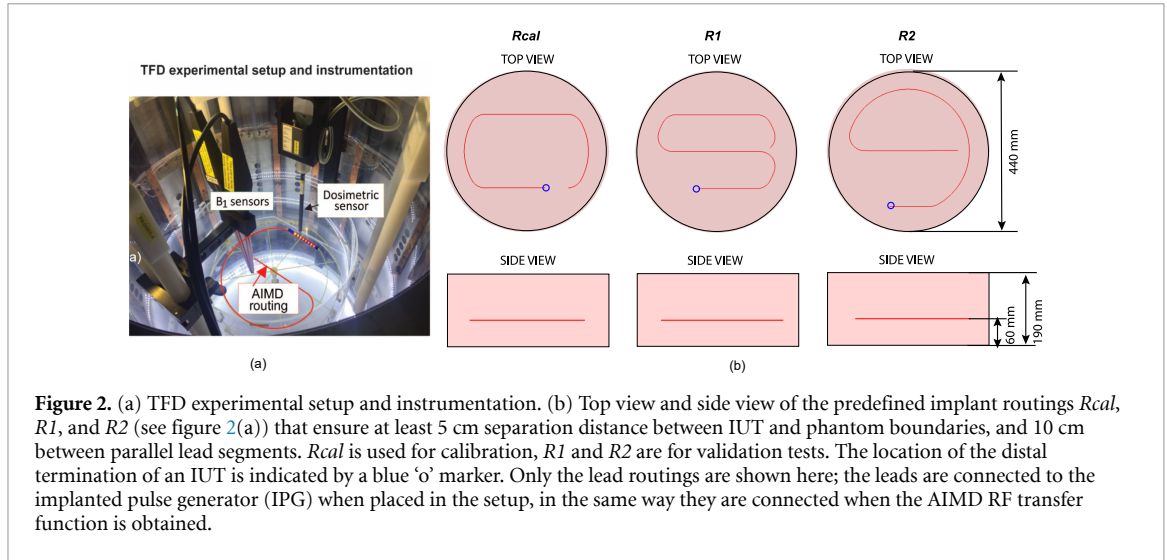 TFD experimental setup and instrumentation
B1 sensors
Dosimetric
sensor
a)
AIMD
routing
(a)
Rcal
R1
R2
TOP VIEW
TOP VIEW
TOP VIEW
440 mm
SIDE VIEW
SIDE VIEW
SIDE VIEW
60 mm
190 mm
(b)
Figure 2. (a) TFD experimental setup and instrumentation. (b) Top view and side view of the predefined implant routings Rcal,
R1, and R2 (see figure 2(a)) that ensure at least 5 cm separation distance between IUT and phantom boundaries, and 10 cm
between parallel lead segments. Rcal is used for calibration, R1 and R2 are for validation tests. The location of the distal
termination of an IUT is indicated by a blue ‘o’ marker. Only the lead routings are shown here; the leads are connected to the
implanted pulse generator (IPG) when placed in the setup, in the same way they are connected when the AIMD RF transfer
function is obtained.